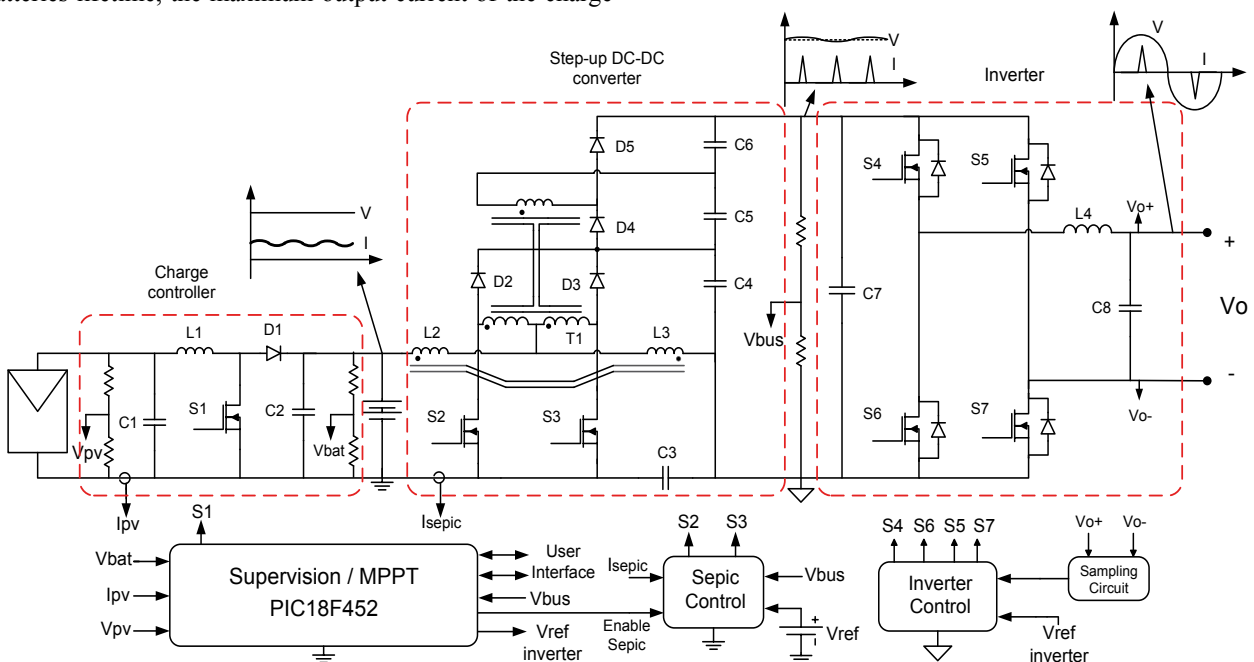 atteries lifetime, the maximum output current of the charge
Step-up DC-DC
converter
V
I
Inverter
V
I
D5
C6
S4
S5
C5
D4
L4
Vo+
V
I
D2
D3
C4
C7
C8
+
Vo
-
Charge
controller
T1
Vbus
L1
D1
L2
L3
S1
C1
C2
S2
S3
S6
S7
Vpv
Vbat
C3
Vo-
Ipv
Isepic
S1
S2
S3
S4 S6 S5 S7
Vo+
Vo-
Vbat
Ipv
Vpv
Supervision / MPPT
PIC18F452
User
Interface
Vbus
Vref
inverter
Isepic
Enable
Sepic
Sepic
Control
Vbus
+
-
Vref
Inverter
Control
Sampling
Circuit
Vref
inverter